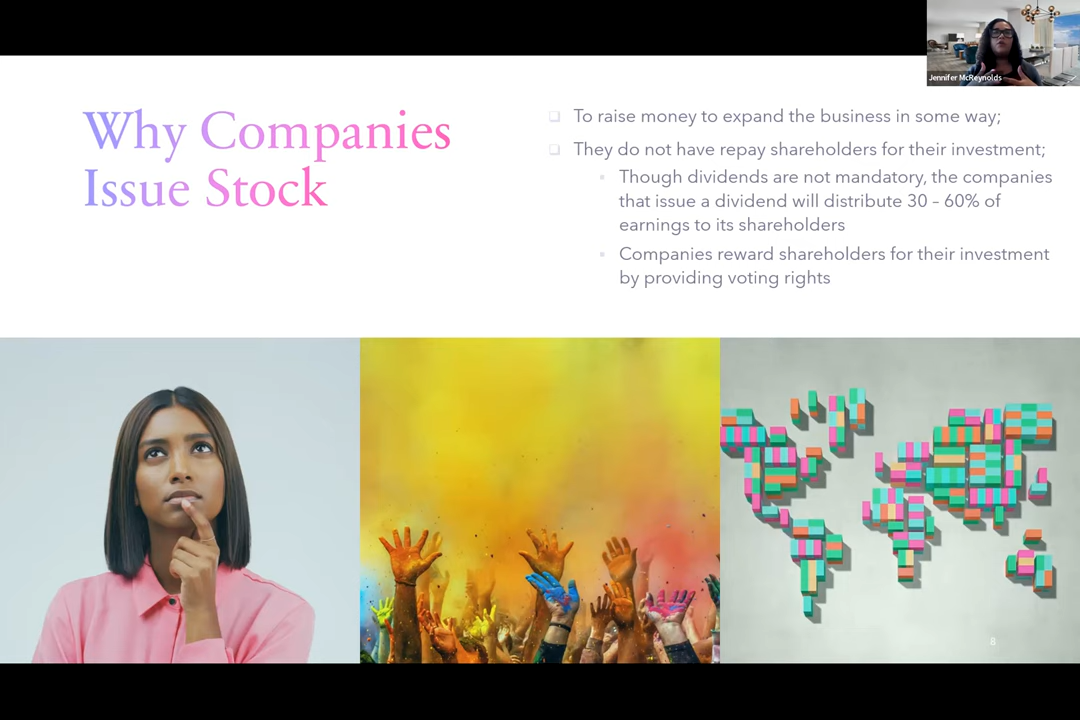 Jennifer McReynolds
Why Companies
Issue Stock
To raise money to expand the business in some way;
They do not have repay shareholders for their investment;
Though dividends are not mandatory, the companies
that issue a dividend will distribute 30 – 60% of
earnings to its shareholders
Companies reward shareholders for their investment
by providing voting rights
8